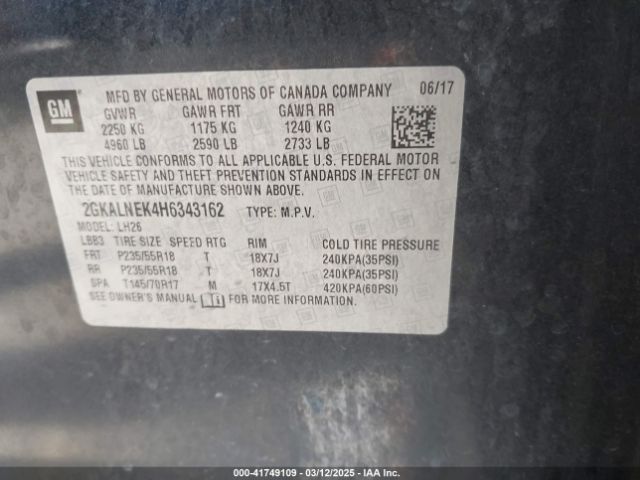 GM
MFD BY GENERAL MOTORS OF CANADA COMPANY 06/17
GVWR GAWR FRT GAWR RR
2250 KG 1175 KG 1240 KG
4960 LB 2590 LB 2733 LB
THIS VEHICLE CONFORMS TO ALL APPLICABLE U.S. FEDERAL MOTOR
VEHICLE SAFETY AND THEFT PREVENTION STANDARDS IN EFFECT ON
THE DATE OF MANUFACTURE SHOWN ABOVE.
2GKALNEK4H6343162 TYPE: M.P.V.
MODEL: LH26
LBB3 TIRE SIZE SPEED RTG RIM COLD TIRE PRESSURE
FRT P235/55R18 T 18X7J 240KPA(35PSI)
RR P235/55R18 T 18X7J 240KPA(35PSI)
SPA T145/70R17 M 17X4.5T 420KPA(60PSI)
SEE OWNER'S MANUAL FOR ADDITIONAL INFORMATION.
000-41749109 - 03/12/2025 - IAA Inc.